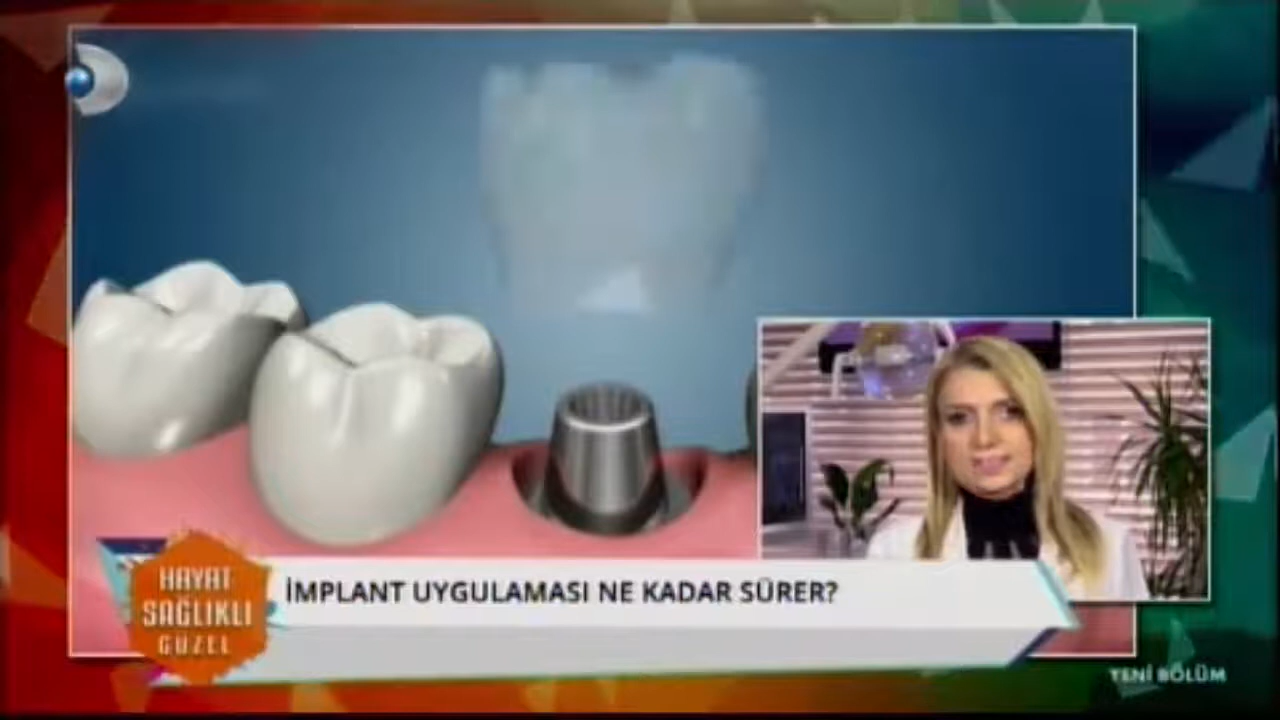 HAYAT
SAĞLIKLI
GÜZEL
İMPLANT UYGULAMASI NE KADAR SÜRER?
YENİ BÖLÜM